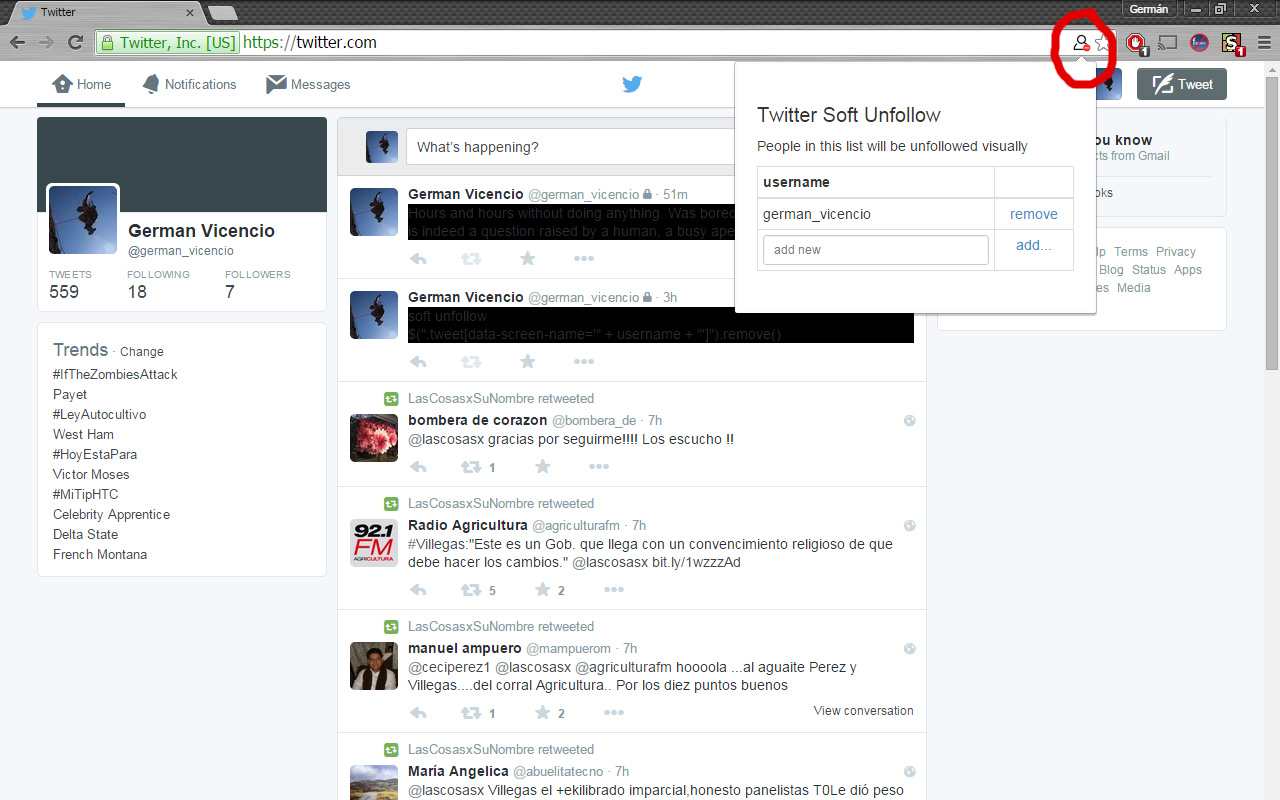 Twitter
Germán
Twitter, Inc. [US] https://twitter.com
1
1
Home
Notifications
Messages
Tweet
Twitter Soft Unfollow
People in this list will be unfollowed visually
username
german_vicencio
remove
add new
add...
German Vicencio
@german_vicencio
TWEETS
FOLLOWING
FOLLOWERS
559
18
7
Trends · Change
#IfTheZombiesAttack
Payet
#LeyAutocultivo
West Ham
#HoyEstaPara
Victor Moses
#MiTipHTC
Celebrity Apprentice
Delta State
French Montana
What's happening?
German Vicencio @german_vicencio · 51m
Hours and hours without doing anything. Was bored
is indeed a question raised by a human, a busy ape
German Vicencio @german_vicencio · 3h
soft unfollow
$(".tweet[data-screen-name='" + username + "']").remove()
LasCosasxSuNombre retweeted
bombera de corazon @bombera_de · 7h
@lascosasx gracias por seguirme!!!! Los escucho !!
1
LasCosasxSuNombre retweeted
92.1
FM
AGRICULTURA
Radio Agricultura @agriculturafm · 7h
#Villegas:"Este es un Gob. que llega con un convencimiento religioso de que
debe hacer los cambios." @lascosasx bit.ly/1wzzzAd
5
2
LasCosasxSuNombre retweeted
manuel ampuero @mampuerom · 7h
@ceciperez1 @lascosasx @agriculturafm hoooola ...al aguaite Perez y
Villegas....del corral Agricultura.. Por los diez puntos buenos
1
2
View conversation
LasCosasxSuNombre retweeted
María Angelica @abuelitatecno · 7h
@lascosasx Villegas el +ekilibrado imparcial,honesto panelistas T0Le dió peso
you know
cts from Gmail
oks
lp Terms Privacy
Blog Status Apps
es Media